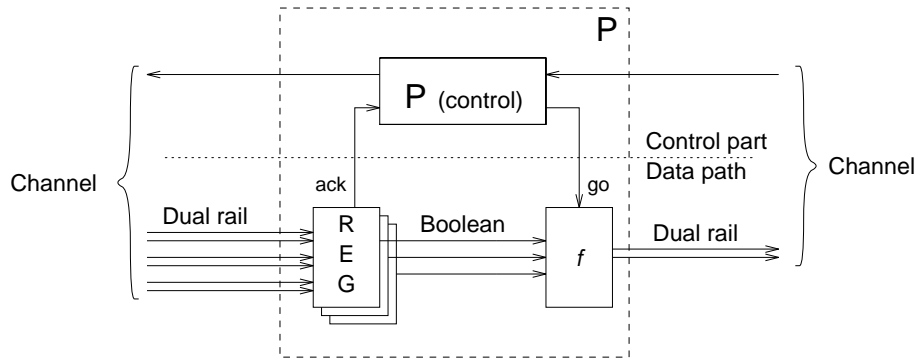 P
P (control)
Control part
Data path
Channel
Channel
ack
go
Dual rail
R
E
G
Boolean
f
Dual rail